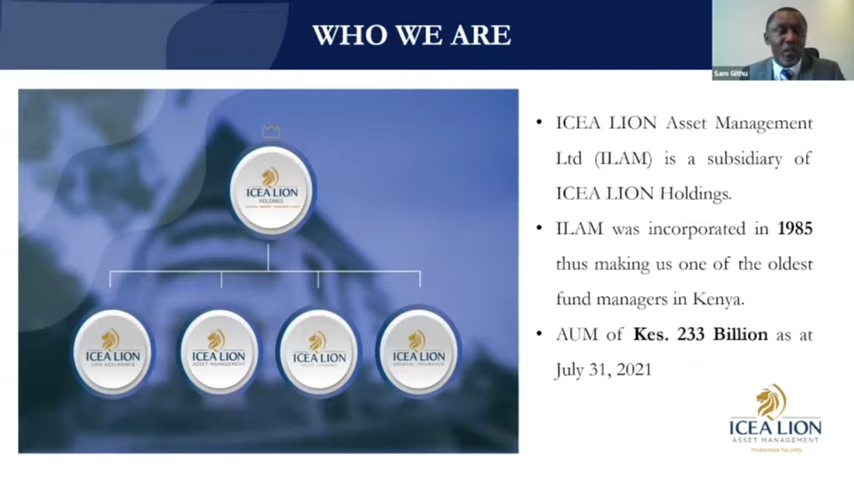 WHO WE ARE
Sam Githu
ICEA LION
HOLDINGS
ICEA LION
LIFE ASSURANCE
ICEA LION
ASSET MANAGEMENT
ICEA LION
TRUST COMPANY
ICEA LION
GENERAL INSURANCE
• ICEA LION Asset Management
Ltd (ILAM) is a subsidiary of
ICEA LION Holdings.
• ILAM was incorporated in 1985
thus making us one of the oldest
fund managers in Kenya.
• AUM of Kes. 233 Billion as at
July 31, 2021
ICEA LION
ASSET MANAGEMENT
Investment Security